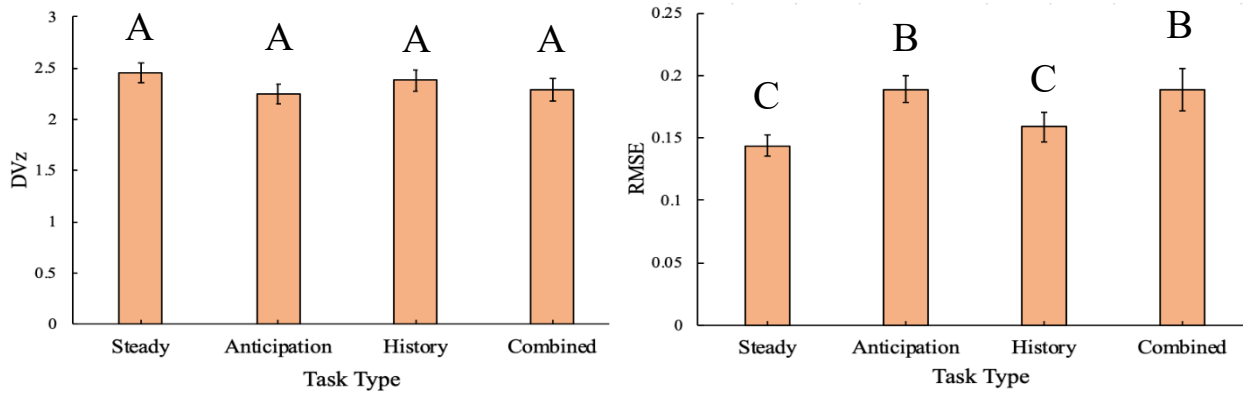 3
2.5
2
1.5
1
0.5
0
DVz
A
A
A
A
Steady
Anticipation
History
Combined
Task Type
0.25
0.2
0.15
0.1
0.05
0
RMSE
C
B
C
B
Steady
Anticipation
History
Combined
Task Type